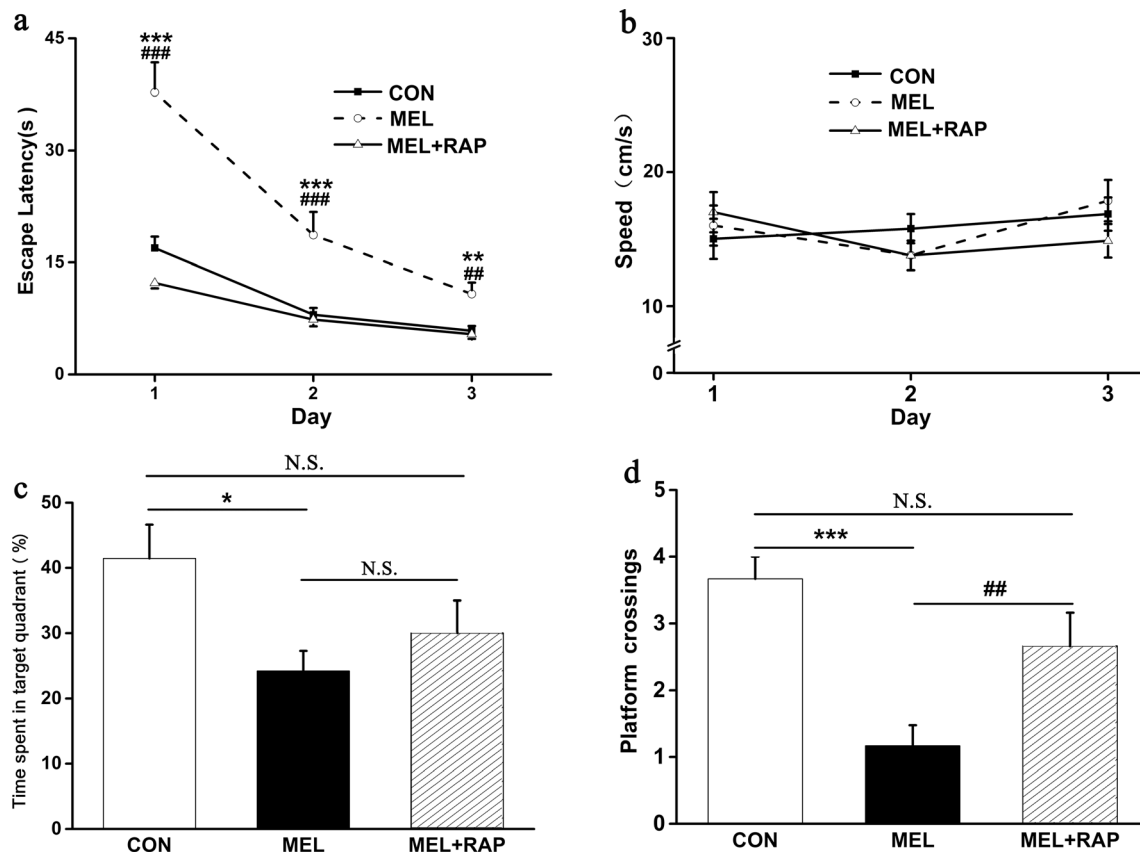 a
45
30
15
0
Escape Latency(s)
***
###
***
###
**
##
CON
MEL
MEL+RAP
1 2 3
Day
b
30
20
10
0
Speed (cm/s)
CON
MEL
MEL+RAP
1 2 3
Day
c
50
40
30
20
10
0
Time spent in target quadrant (%)
N.S.
*
N.S.
CON MEL MEL+RAP
d
5
4
3
2
1
0
Platform crossings
N.S.
***
##
CON MEL MEL+RAP